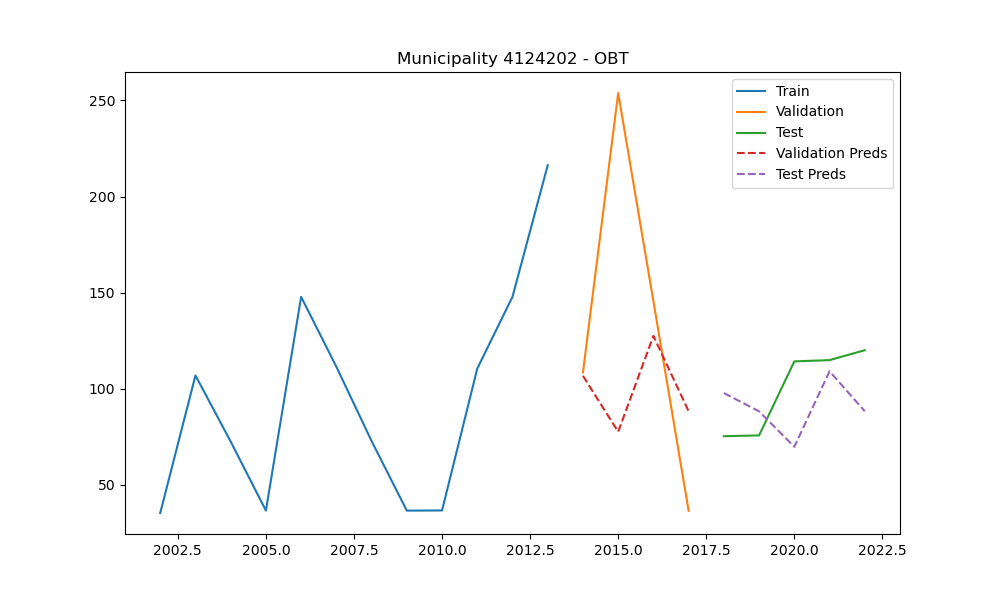 Municipality 4124202 - OBT
Train
Validation
Test
Validation Preds
Test Preds
250
200
150
100
50
2002.5 2005.0 2007.5 2010.0 2012.5 2015.0 2017.5 2020.0 2022.5